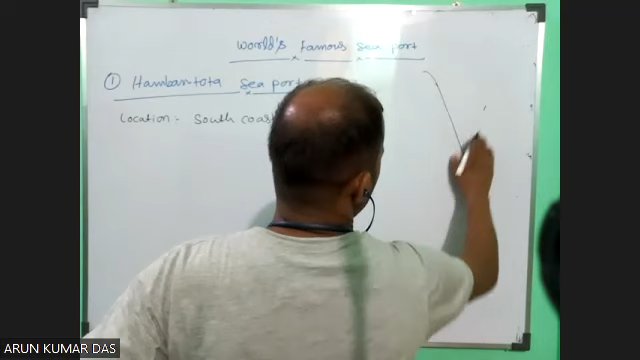 World's Famous Sea port
① Hambantota Sea port
Location - South coast
ARUN KUMAR DAS